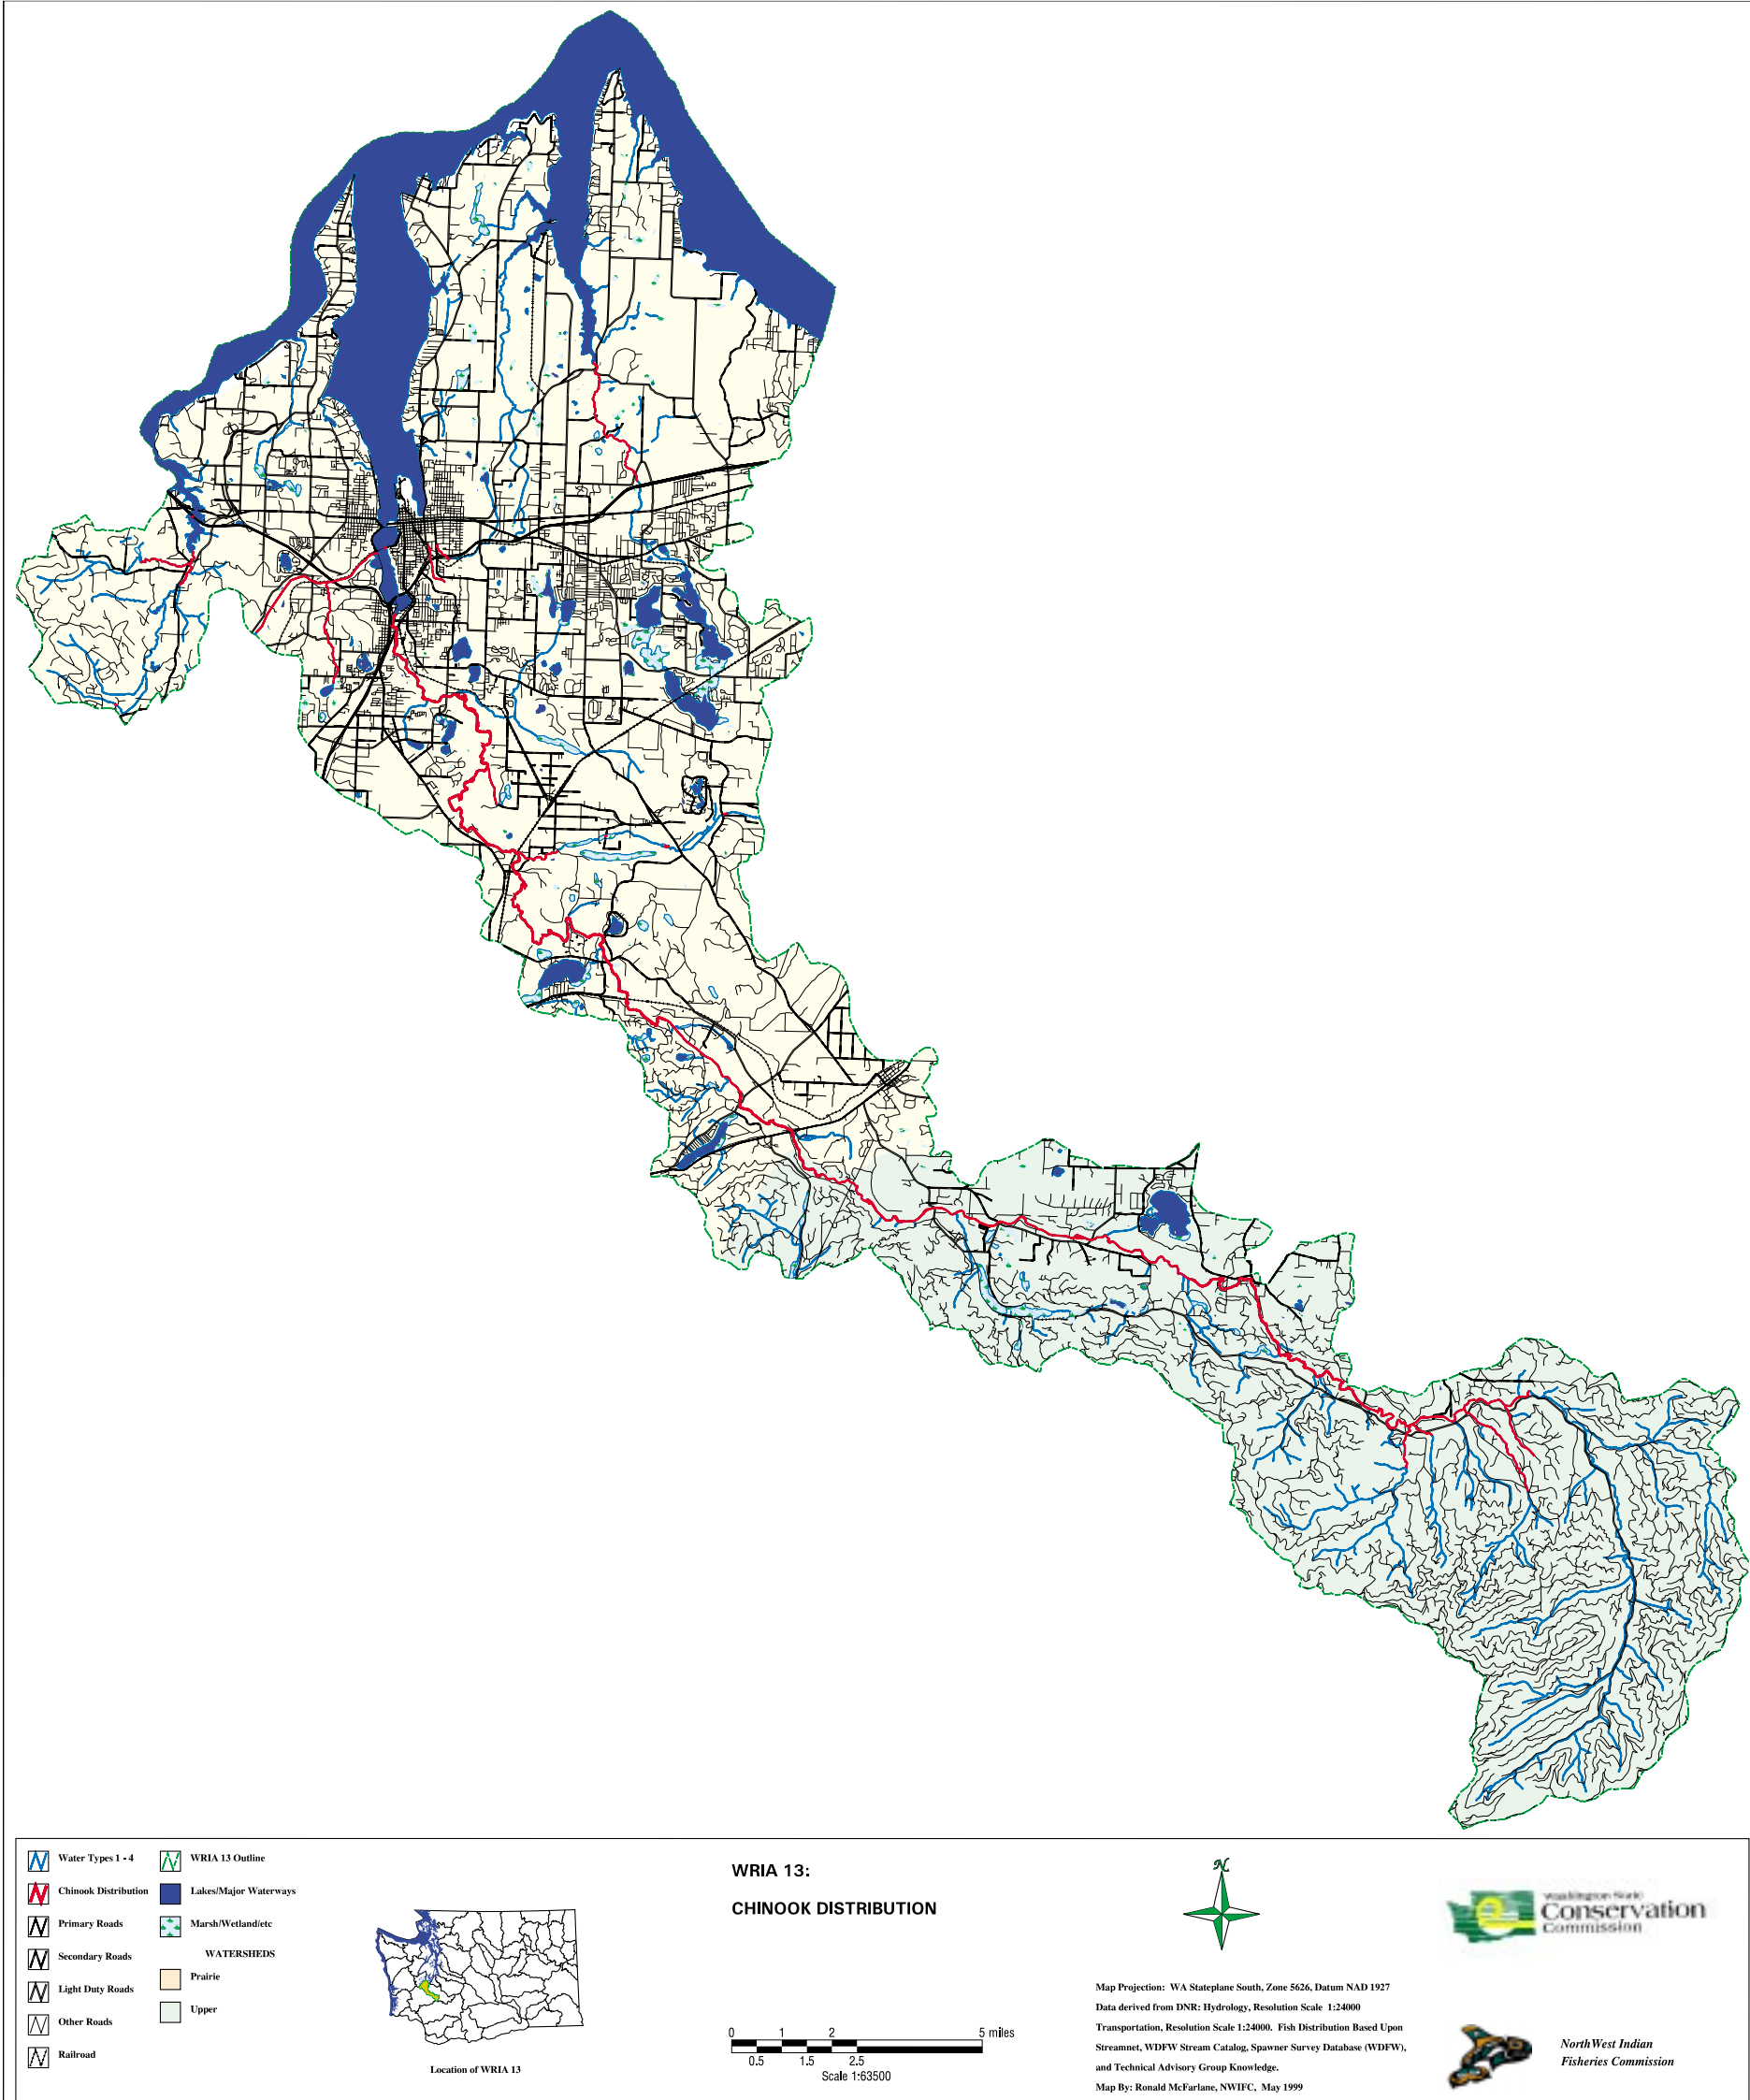 Water Types 1 - 4
Chinook Distribution
Primary Roads
Secondary Roads
Light Duty Roads
Other Roads
Railroad
WRIA 13 Outline
Lakes/Major Waterways
Marsh/Wetland/etc
WATERSHEDS
Prairie
Upper
Location of WRIA 13
WRIA 13:
CHINOOK DISTRIBUTION
0 1 2 5 miles
0.5 1.5 2.5
Scale 1:63500
N
Map Projection: WA Stateplane South, Zone 5626, Datum NAD 1927
Data derived from DNR: Hydrology, Resolution Scale 1:24000
Transportation, Resolution Scale 1:24000. Fish Distribution Based Upon
Streamnet, WDFW Stream Catalog, Spawner Survey Database (WDFW),
and Technical Advisory Group Knowledge.
Map By: Ronald McFarlane, NWIFC, May 1999
Washington State
Conservation
Commission
NorthWest Indian
Fisheries Commission